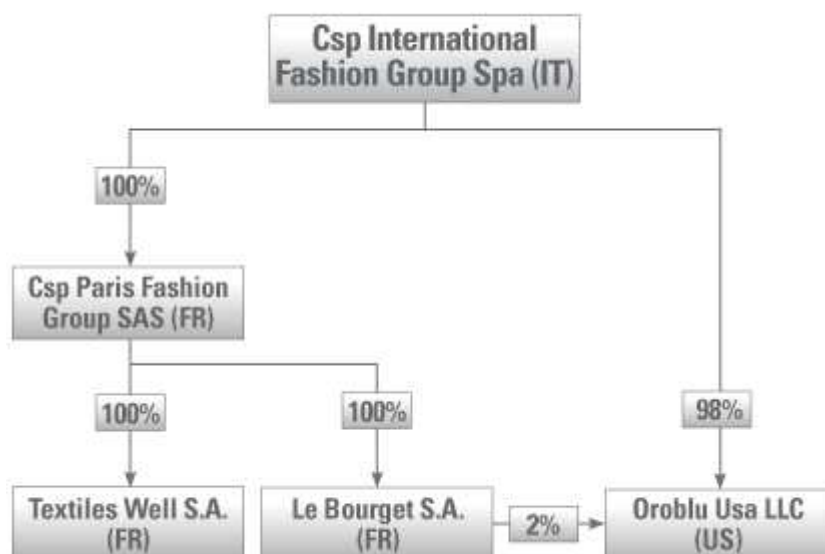 Csp International
Fashion Group Spa (IT)
100%
Csp Paris Fashion
Group SAS (FR)
100%
100%
98%
Textiles Well S.A.
(FR)
Le Bourget S.A.
(FR)
2%
Oroblu Usa LLC
(US)